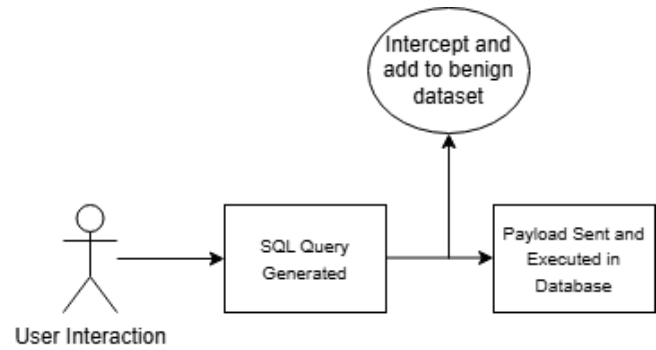 Intercept and
add to benign
dataset
SQL Query
Generated
Payload Sent and
Executed in
Database
User Interaction